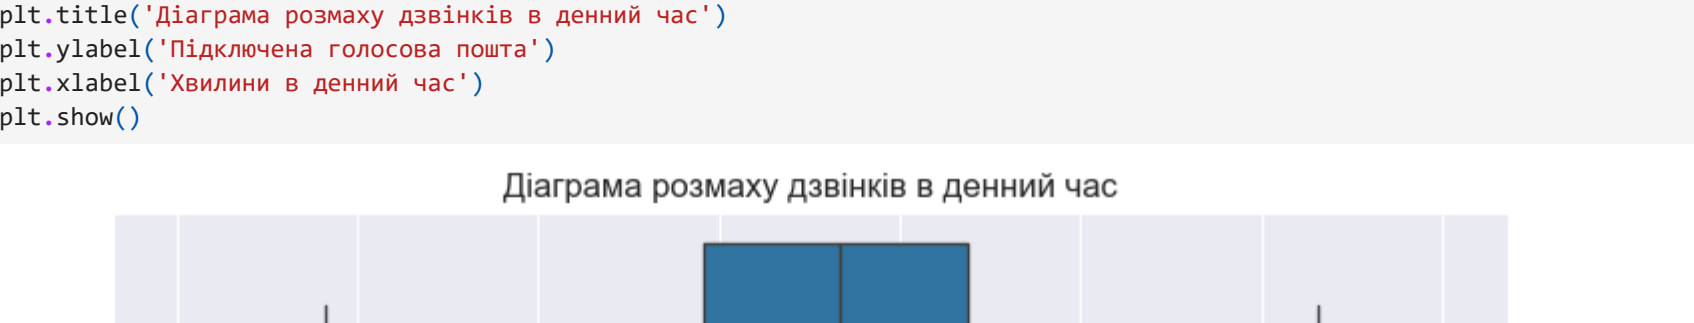 plt.title('Діаграма розмаху дзвінків в денний час')
plt.ylabel('Підключена голосова пошта')
plt.xlabel('Хвилини в денний час')
plt.show()
Діаграма розмаху дзвінків в денний час